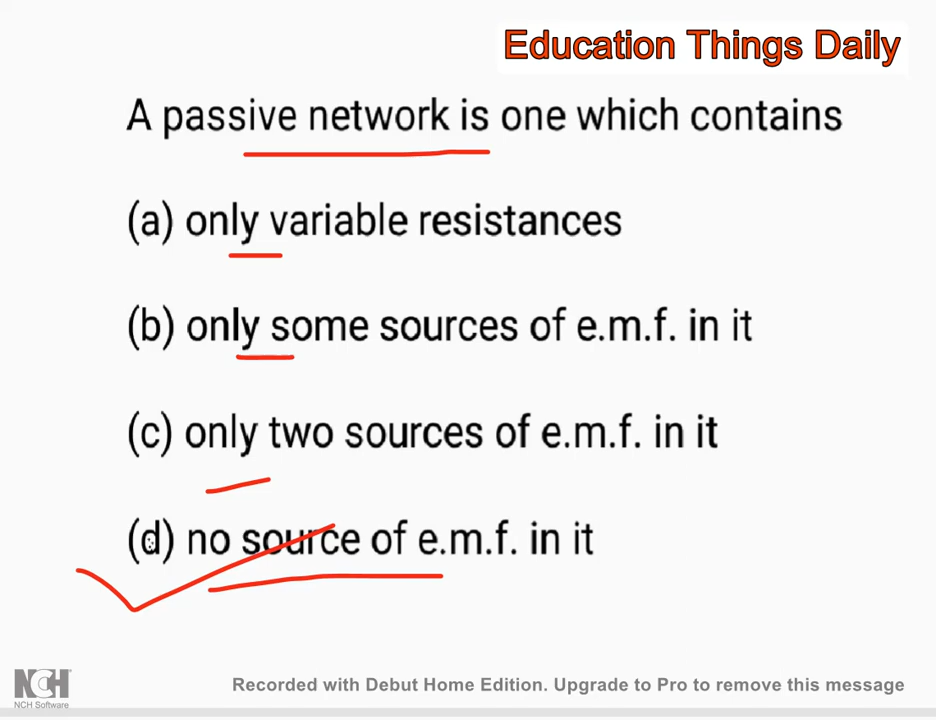 Education Things Daily
A passive network is one which contains
(a) only variable resistances
(b) only some sources of e.m.f. in it
(c) only two sources of e.m.f. in it
(d) no source of e.m.f. in it
NCH
NCH Software
Recorded with Debut Home Edition. Upgrade to Pro to remove this message